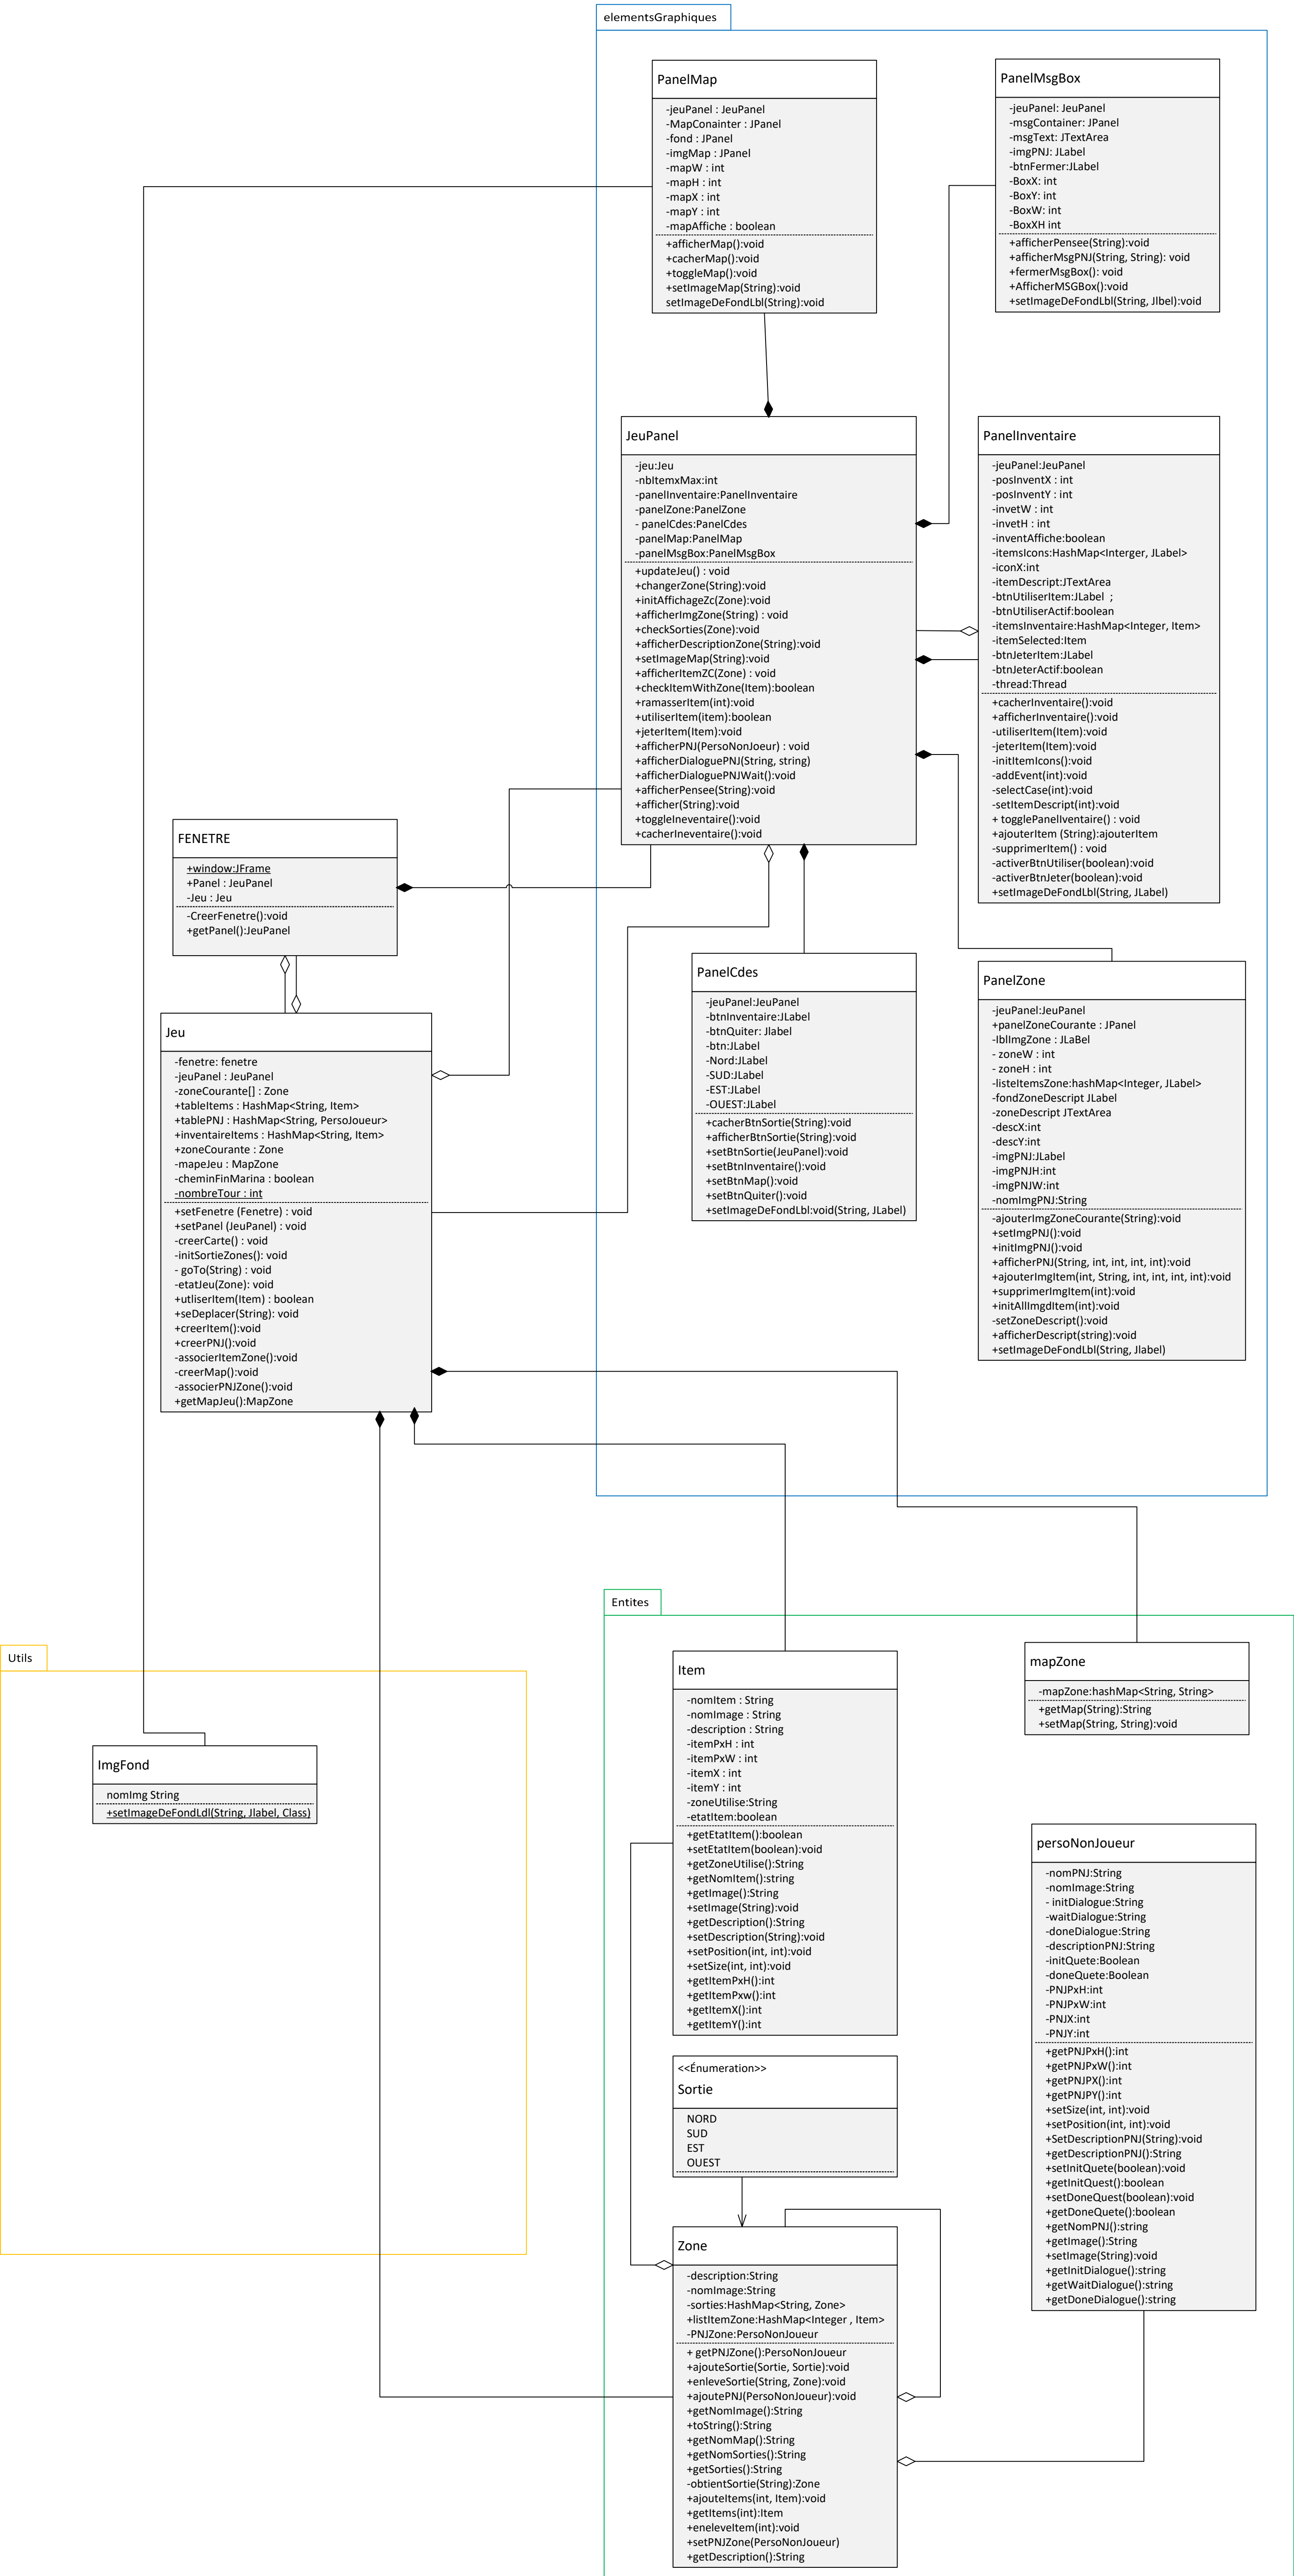 elementsGraphiques
PanelMap
-jeuPanel : JeuPanel
-MapConainter : JPanel
-fond : JPanel
-imgMap : JPanel
-mapW : int
-mapH : int
-mapX : int
-mapY : int
-mapAffiche : boolean
+afficherMap():void
+cacherMap():void
+toggleMap():void
+setImageMap(String):void
setImageDeFondLbl(String):void
PanelMsgBox
-jeuPanel: JeuPanel
-msgContainer: JPanel
-msgText: JTextArea
-imgPNJ: JLabel
-btnFermer:JLabel
-BoxX: int
-BoxY: int
-BoxW: int
-BoxXH int
+afficherPensee(String):void
+afficherMsgPNJ(String, String): void
+fermerMsgBox(): void
+AfficherMSGBox():void
+setImageDeFondLbl(String, Jlbel):void
JeuPanel
-jeu:Jeu
-nbItemxMax:int
-panelInventaire:PanelInventaire
-panelZone:PanelZone
- panelCdes:PanelCdes
-panelMap:PanelMap
-panelMsgBox:PanelMsgBox
+updateJeu() : void
+changerZone(String):void
+initAffichageZc(Zone):void
+afficherImgZone(String) : void
+checkSorties(Zone):void
+afficherDescriptionZone(String):void
+setImageMap(String):void
+afficherItemZC(Zone) : void
+checkItemWithZone(Item):boolean
+ramasserItem(int):void
+utiliserItem(item):boolean
+jeterItem(Item):void
+afficherPNJ(PersoNonJoeur) : void
+afficherDialoguePNJ(String, string)
+afficherDialoguePNJWait():void
+afficherPensee(String):void
+afficher(String):void
+toggleIneventaire():void
+cacherIneventaire():void
PanelInventaire
-jeuPanel:JeuPanel
-posInventX : int
-posInventY : int
-invetW : int
-invetH : int
-inventAffiche:boolean
-itemsIcons:HashMap<Interger, JLabel>
-iconX:int
-itemDescript:JTextArea
-btnUtiliserItem:JLabel ;
-btnUtiliserActif:boolean
-itemsInventaire:HashMap<Integer, Item>
-itemSelected:Item
-btnJeterItem:JLabel
-btnJeterActif:boolean
-thread:Thread
+cacherInventaire():void
+afficherInventaire():void
-utiliserItem(Item):void
-jeterItem(Item):void
-initItemIcons():void
-addEvent(int):void
-selectCase(int):void
-setItemDescript(int):void
+ togglePanelIventaire() : void
+ajouterItem (String):ajouterItem
-supprimerItem() : void
-activerBtnUtiliser(boolean):void
-activerBtnJeter(boolean):void
+setImageDeFondLbl(String, JLabel)
FENETRE
+window:JFrame
+Panel : JeuPanel
-Jeu : Jeu
-CreerFenetre():void
+getPanel():JeuPanel
PanelCdes
-jeuPanel:JeuPanel
-btnInventaire:JLabel
-btnQuiter: Jlabel
-btn:JLabel
-Nord:JLabel
-SUD:JLabel
-EST:JLabel
-OUEST:JLabel
+cacherBtnSortie(String):void
+afficherBtnSortie(String):void
+setBtnSortie(JeuPanel):void
+setBtnInventaire():void
+setBtnMap():void
+setBtnQuiter():void
+setImageDeFondLbl:void(String, JLabel)
PanelZone
-jeuPanel:JeuPanel
+panelZoneCourante : JPanel
-lblImgZone : JLaBel
- zoneW : int
- zoneH : int
-listeItemsZone:hashMap<Integer, JLabel>
-fondZoneDescript JLabel
-zoneDescript JTextArea
-descX:int
-descY:int
-imgPNJ:JLabel
-imgPNJH:int
-imgPNJW:int
-nomImgPNJ:String
-ajouterImgZoneCourante(String):void
+setImgPNJ():void
+initImgPNJ():void
+afficherPNJ(String, int, int, int, int):void
+ajouterImgItem(int, String, int, int, int, int):void
+supprimerImgItem(int):void
+initAllImgdItem(int):void
-setZoneDescript():void
+afficherDescript(string):void
+setImageDeFondLbl(String, Jlabel)
Jeu
-fenetre: fenetre
-jeuPanel : JeuPanel
-zoneCourante[] : Zone
+tableItems : HashMap<String, Item>
+tablePNJ : HashMap<String, PersoJoueur>
+inventaireItems : HashMap<String, Item>
+zoneCourante : Zone
-mapeJeu : MapZone
-cheminFinMarina : boolean
-nombreTour : int
+setFenetre (Fenetre) : void
+setPanel (JeuPanel) : void
-creerCarte() : void
-initSortieZones(): void
- goTo(String) : void
-etatJeu(Zone): void
+utliserItem(Item) : boolean
+seDeplacer(String): void
+creerItem():void
+creerPNJ():void
-associerItemZone():void
-creerMap():void
-associerPNJZone():void
+getMapJeu():MapZone
Entites
Utils
Item
-nomItem : String
-nomImage : String
-description : String
-itemPxH : int
-itemPxW : int
-itemX : int
-itemY : int
-zoneUtilise:String
-etatItem:boolean
+getEtatItem():boolean
+setEtatItem(boolean):void
+getZoneUtilise():String
+getNomItem():string
+getImage():String
+setImage(String):void
+getDescription():String
+setDescription(String):void
+setPosition(int, int):void
+setSize(int, int):void
+getItemPxH():int
+getItemPxw():int
+getItemX():int
+getItemY():int
mapZone
-mapZone:hashMap<String, String>
+getMap(String):String
+setMap(String, String):void
ImgFond
nomImg String
+setImageDeFondLdl(String, Jlabel, Class)
persoNonJoueur
-nomPNJ:String
-nomImage:String
- initDialogue:String
-waitDialogue:String
-doneDialogue:String
-descriptionPNJ:String
-initQuete:Boolean
-doneQuete:Boolean
-PNJPxH:int
-PNJPxW:int
-PNJX:int
-PNJY:int
+getPNJPxH():int
+getPNJPxW():int
+getPNJPX():int
+getPNJPY():int
+setSize(int, int):void
+setPosition(int, int):void
+SetDescriptionPNJ(String):void
+getDescriptionPNJ():String
+setInitQuete(boolean):void
+getInitQuest():boolean
+setDoneQuest(boolean):void
+getDoneQuete():boolean
+getNomPNJ():string
+getImage():String
+setImage(String):void
+getInitDialogue():string
+getWaitDialogue():string
+getDoneDialogue():string
<<Énumeration>>
Sortie
NORD
SUD
EST
OUEST
Zone
-description:String
-nomImage:String
-sorties:HashMap<String, Zone>
+listItemZone:HashMap<Integer , Item>
-PNJZone:PersoNonJoueur
+ getPNJZone():PersoNonJoueur
+ajouteSortie(Sortie, Sortie):void
+enleveSortie(String, Zone):void
+ajoutePNJ(PersoNonJoueur):void
+getNomImage():String
+toString():String
+getNomMap():String
+getNomSorties():String
+getSorties():String
-obtientSortie(String):Zone
+ajouteItems(int, Item):void
+getItems(int):Item
+eneleveItem(int):void
+setPNJZone(PersoNonJoueur)
+getDescription():String